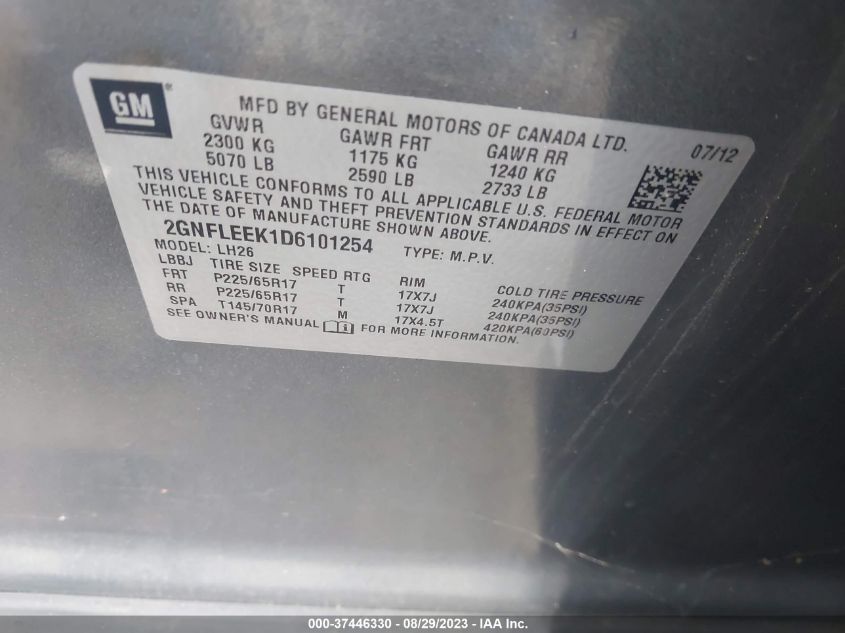 GM®
MFD BY GENERAL MOTORS OF CANADA LTD.
GVWR GAWR FRT GAWR RR 07/12
2300 KG 1175 KG 1240 KG
5070 LB 2590 LB 2733 LB
THIS VEHICLE CONFORMS TO ALL APPLICABLE U.S. FEDERAL MOTOR
VEHICLE SAFETY AND THEFT PREVENTION STANDARDS IN EFFECT ON
THE DATE OF MANUFACTURE SHOWN ABOVE.
2GNFLEEK1D6101254 TYPE: M.P.V.
MODEL: LH26
LBBJ TIRE SIZE SPEED RTG RIM COLD TIRE PRESSURE
FRT P225/65R17 T 17X7J 240KPA(35PSI)
RR P225/65R17 T 17X7J 240KPA(35PSI)
SPA T145/70R17 M 17X4.5T 420KPA(60PSI)
SEE OWNER'S MANUAL FOR MORE INFORMATION.
000-37446330 - 08/29/2023 - IAA Inc.